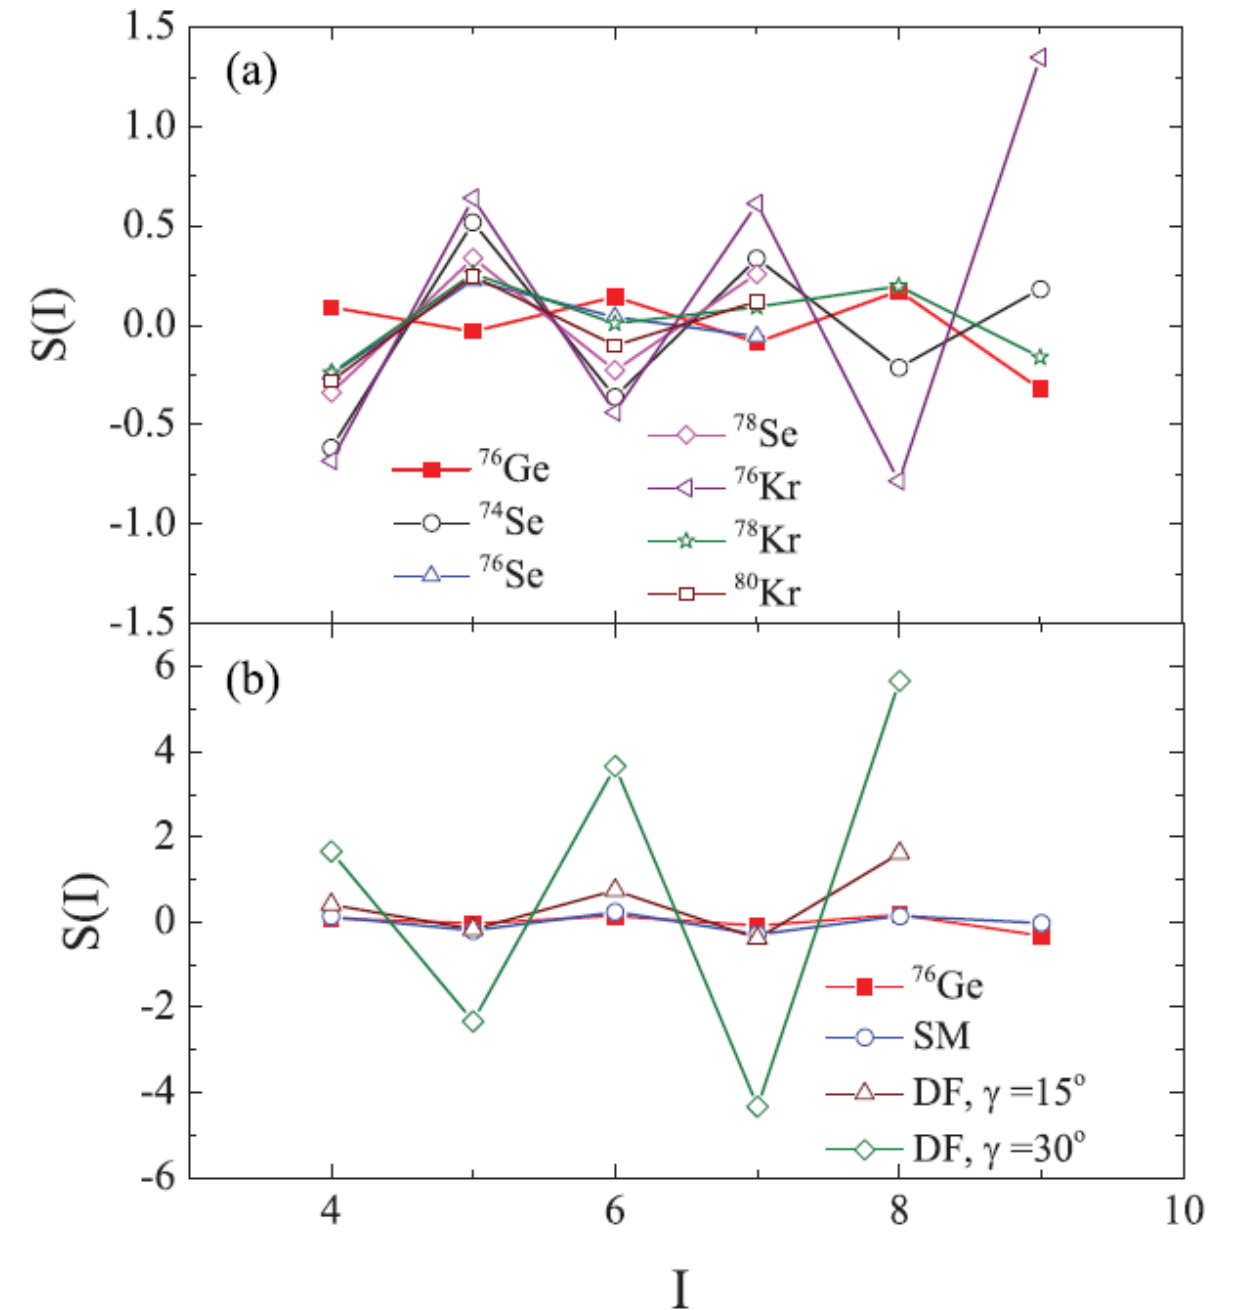 1.5
(a)
1.0
0.5
0.0
-0.5
-1.0
-1.5
S(I)
⁷⁶Ge
⁷⁴Se
⁷⁶Se
⁷⁸Se
⁷⁶Kr
⁷⁸Kr
⁸⁰Kr
(b)
6
4
2
0
-2
-4
-6
S(I)
⁷⁶Ge
SM
DF, γ =15°
DF, γ =30°
4 6 8 10
I